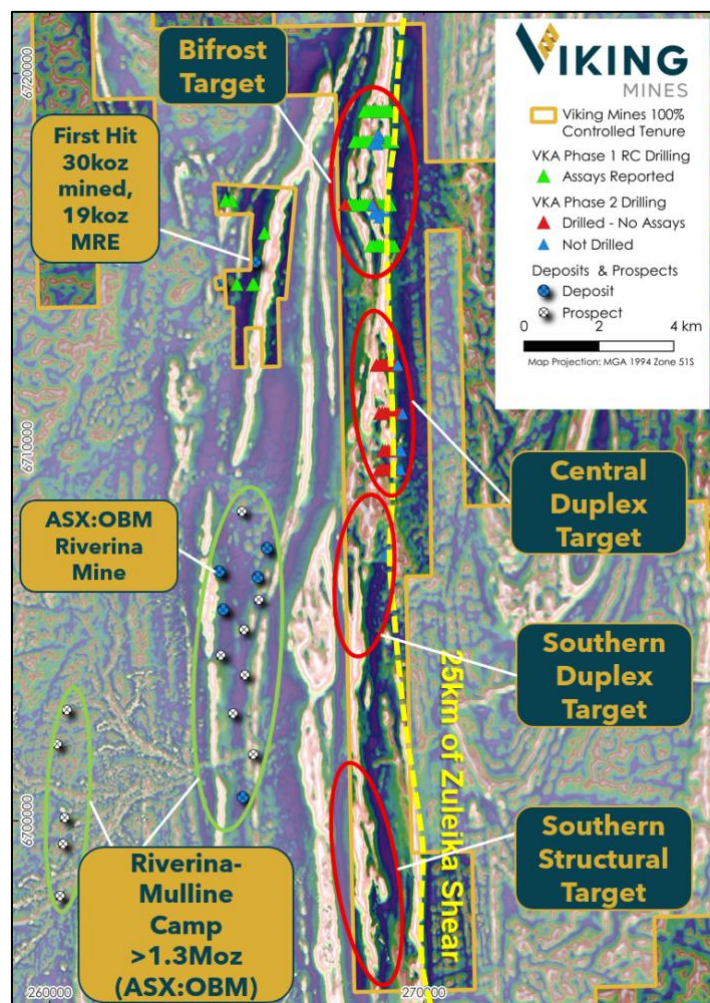 6720000
Bifrost
Target
First Hit
30koz
mined,
19koz
MRE
VIKING
MINES
Viking Mines 100%
Controlled Tenure
VKA Phase 1 RC Drilling
Assays Reported
VKA Phase 2 Drilling
Drilled - No Assays
Not Drilled
Deposits & Prospects
Deposit
Prospect
0 2 4 km
Map Projection: MGA 1994 Zone 51S
6710000
Central
Duplex
Target
ASX:OBM
Riverina
Mine
Southern
Duplex
Target
25km of Zuleika Shear
6700000
Southern
Structural
Target
Riverina-
Mulline
Camp
>1.3Moz
(ASX:OBM)
260000
270000